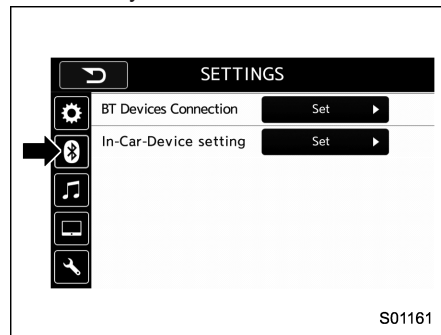 SETTINGS
BT Devices Connection Set
In-Car-Device setting Set
S01161